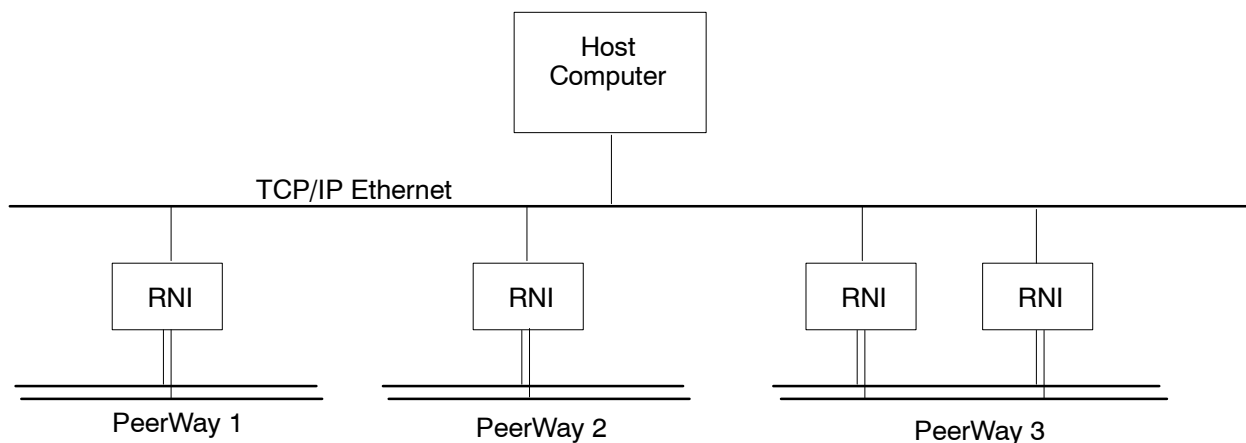 Host
Computer
TCP/IP Ethernet
RNI
RNI
RNI
RNI
PeerWay 1
PeerWay 2
PeerWay 3